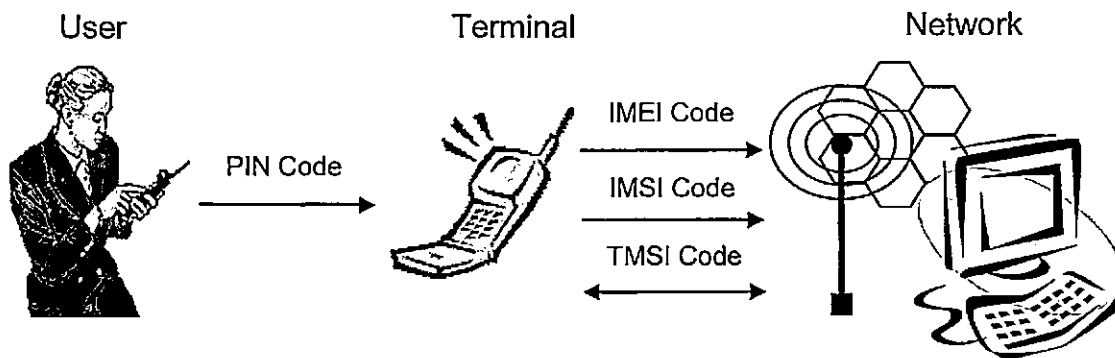 User
Terminal
Network
PIN Code
IMEI Code
IMSI Code
TMSI Code